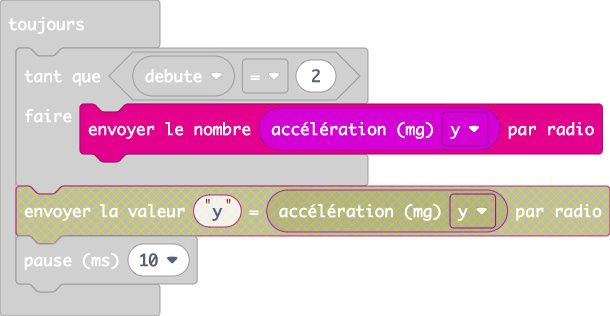 toujours
tant que debute = 2
faire envoyer le nombre accélération (mg) y par radio
envoyer la valeur "y" = accélération (mg) y par radio
pause (ms) 10